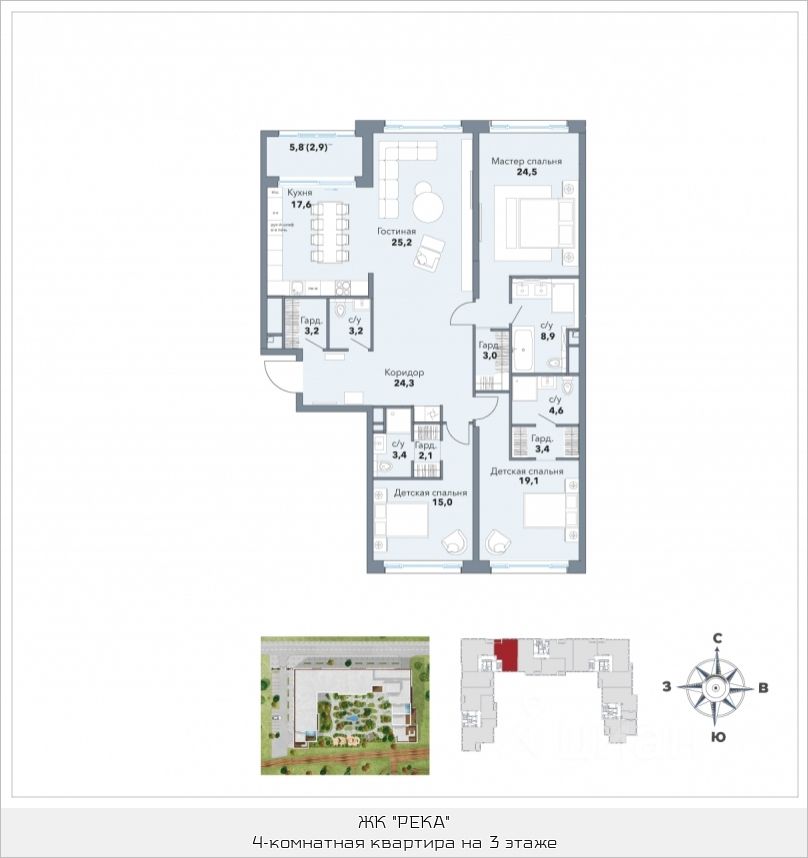 5,8 (2,9)**
Кухня
17,6
Гостиная
25,2
Мастер спальня
24,5
Гард.
3,2
с/у
3,2
Гард.
3,0
с/у
8,9
Коридор
24,3
с/у
4,6
с/у
3,4
Гард.
2,1
Гард.
3,4
Детская спальня
15,0
Детская спальня
19,1
С
З
В
Ю
ЖК "РЕКА"
4-комнатная квартира на 3 этаже